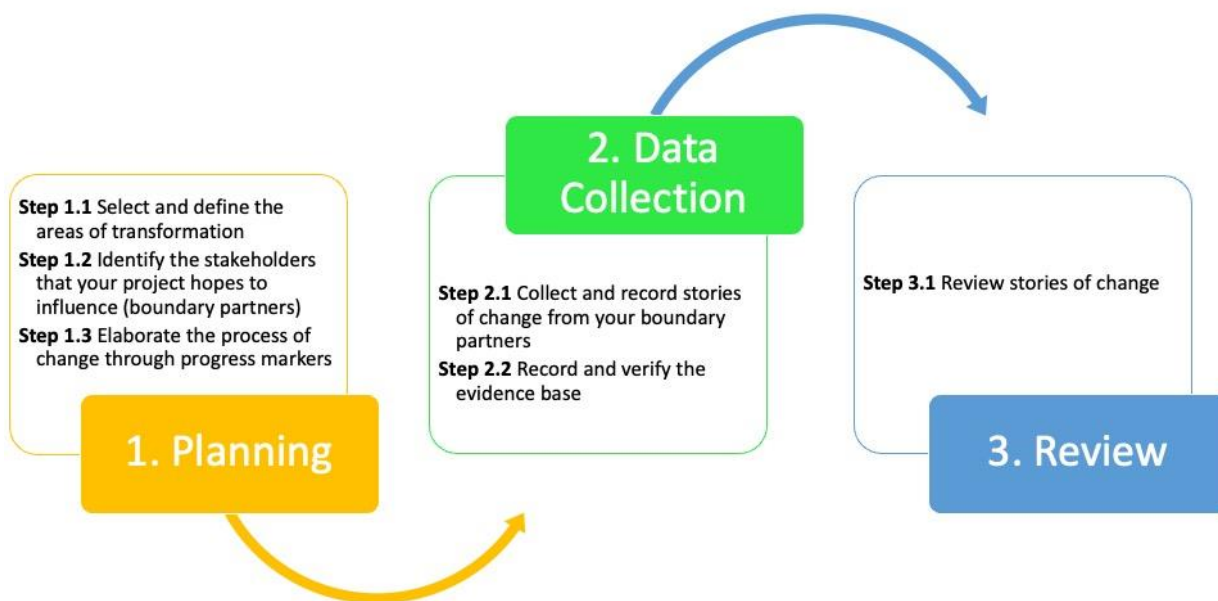 Step 1.1 Select and define the
areas of transformation
Step 1.2 Identify the stakeholders
that your project hopes to
influence (boundary partners)
Step 1.3 Elaborate the process of
change through progress markers
1. Planning
2. Data
Collection
Step 2.1 Collect and record stories
of change from your boundary
partners
Step 2.2 Record and verify the
evidence base
Step 3.1 Review stories of change
3. Review